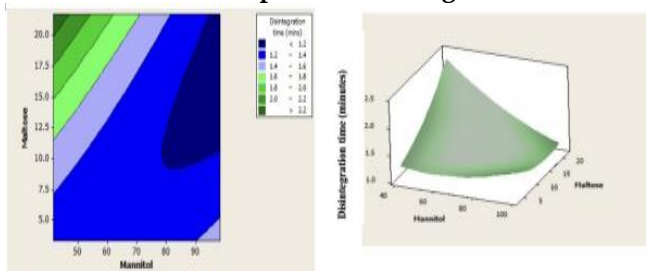 Disintegration
time (mins)
< 1.2
1.2 - 1.4
1.4 - 1.6
1.6 - 1.8
1.8 - 2.0
2.0 - 2.2
> 2.2
20.0
17.5
15.0
12.5
10.0
7.5
5.0
Maltose
50 60 70 80 90
Mannitol
Disintegration time (minutes)
2.5
2.0
1.5
1.0
40 60 80 100
Mannitol
5 10 15 20
Maltose